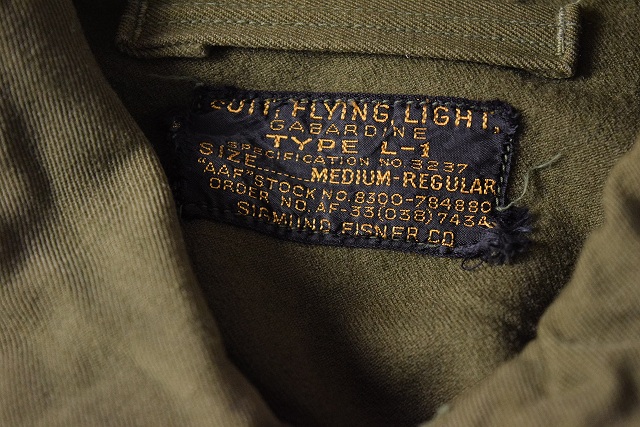 SUIT, FLYING, LIGHT,
GABARDINE
TYPE L-1
SPECIFICATION NO. 3237
SIZE MEDIUM-REGULAR
"AAF" STOCK NO. 8300-784880
ORDER NO. AF-33(038)7434
SIGMUND EISNER CO